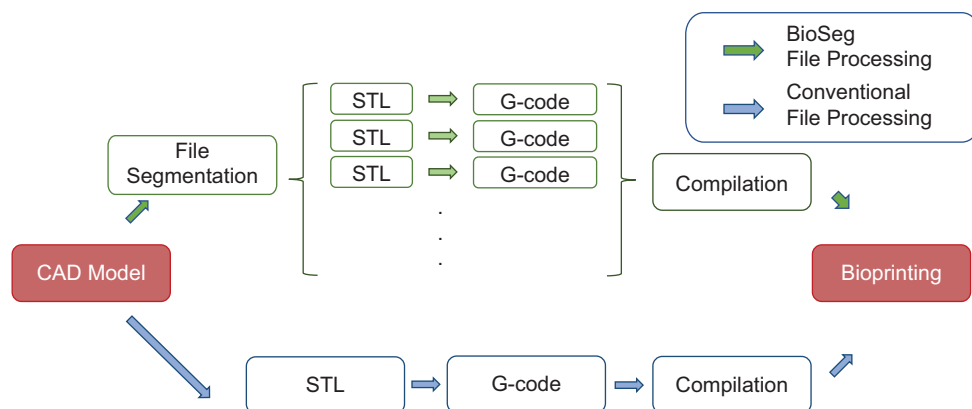 BioSeg
File Processing
Conventional
File Processing
STL
G-code
STL
G-code
STL
G-code
.
.
.
File
Segmentation
Compilation
CAD Model
Bioprinting
STL
G-code
Compilation